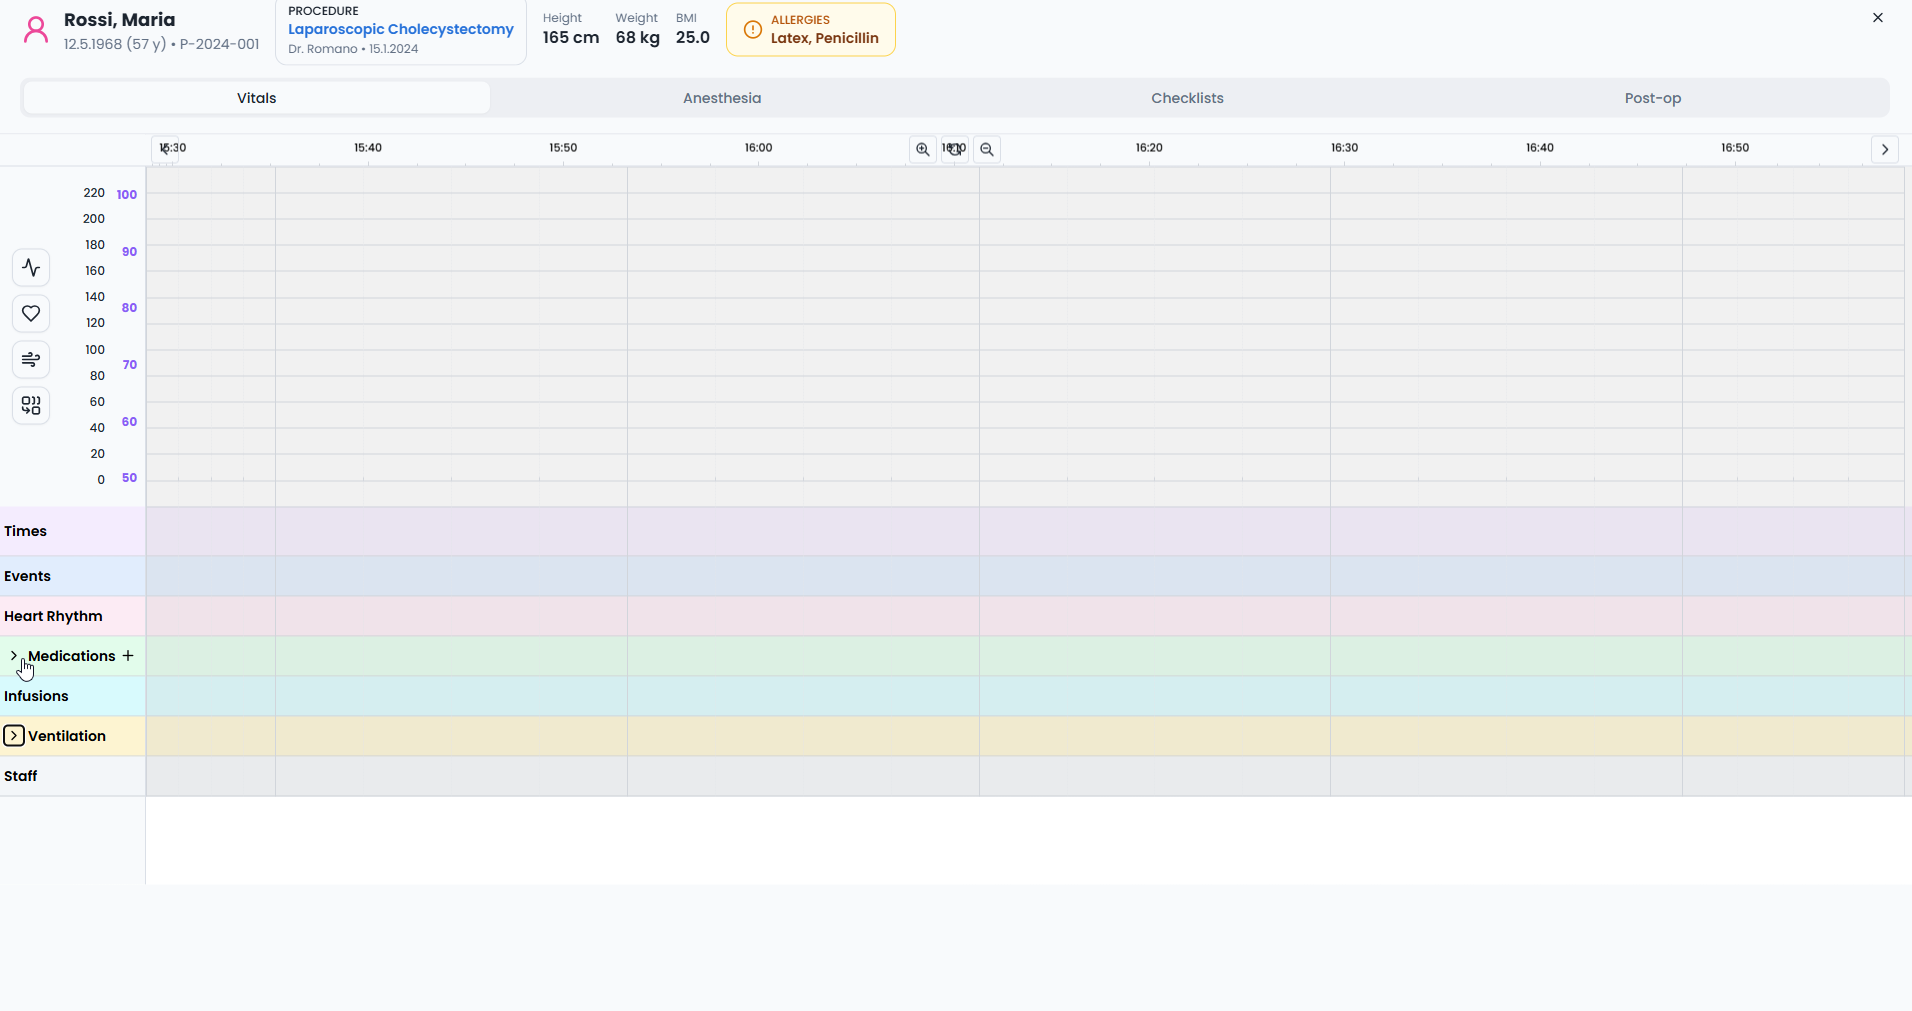 Rossi, Maria
12.5.1968 (57 y) • P-2024-001
PROCEDURE
Laparoscopic Cholecystectomy
Dr. Romano • 15.1.2024
Height
165 cm
Weight
68 kg
BMI
25.0
ALLERGIES
Latex, Penicillin
Vitals Anesthesia Checklists Post-op
15:30 15:40 15:50 16:00 16:10 16:20 16:30 16:40 16:50
220 100
200
180 90
160
140 80
120
100 70
80
60 60
40
20
0 50
Times
Events
Heart Rhythm
Medications
Infusions
Ventilation
Staff